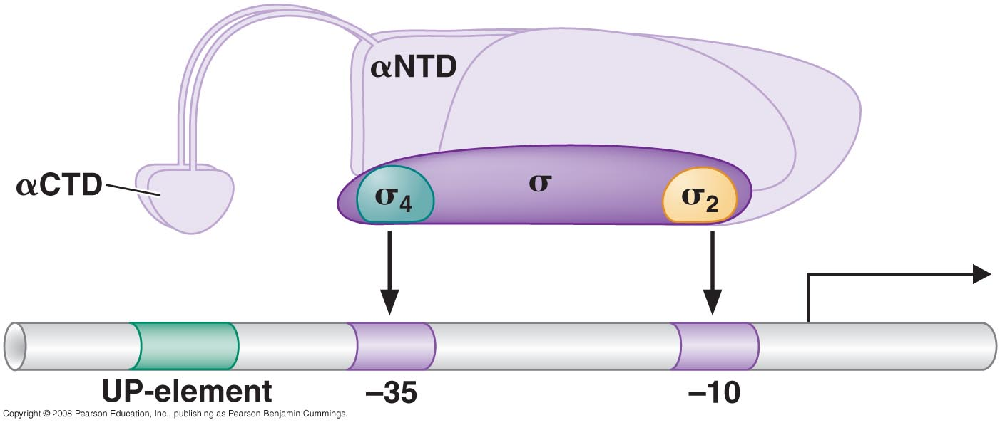 αNTD
αCTD
σ
σ4
σ2
UP-element
–35
–10
Copyright © 2008 Pearson Education, Inc., publishing as Pearson Benjamin Cummings.